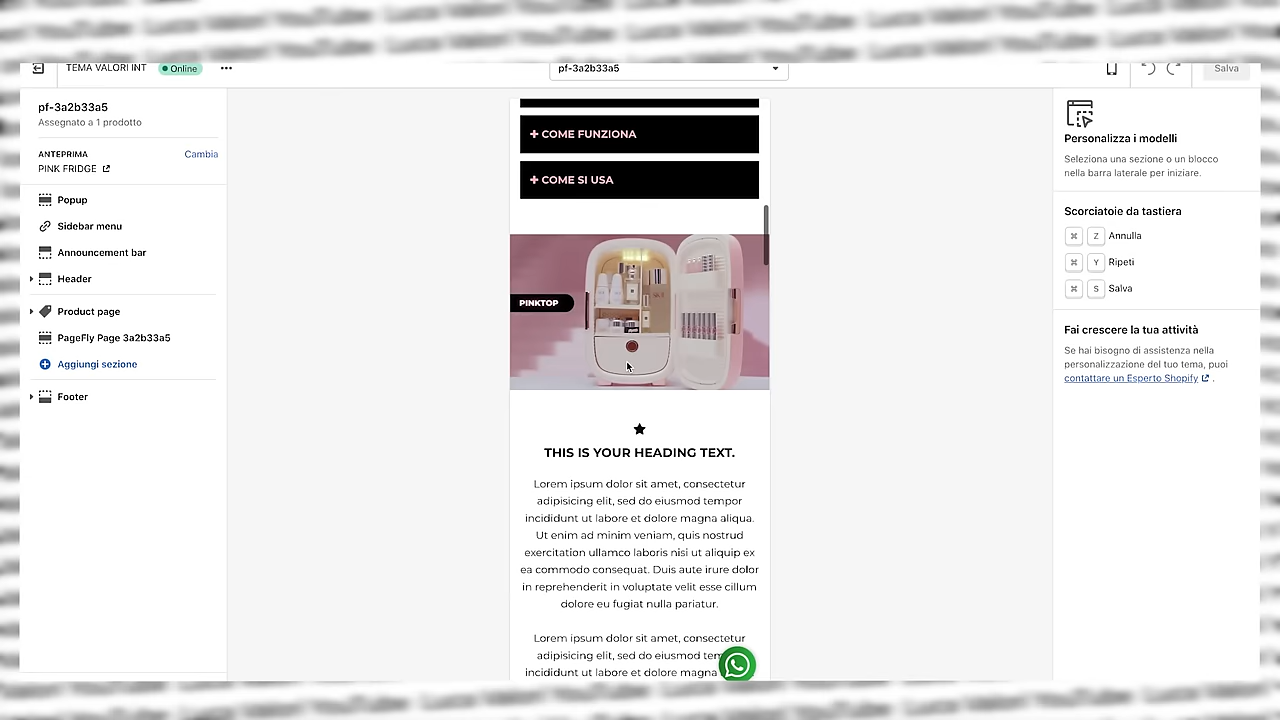 TEMA VALORI INT
Online
pf-3a2b33a5
Salva
pf-3a2b33a5
Assegnato a 1 prodotto
ANTEPRIMA
Cambia
PINK FRIDGE
Popup
Sidebar menu
Announcement bar
Header
Product page
PageFly Page 3a2b33a5
Aggiungi sezione
Footer
+ COME FUNZIONA
+ COME SI USA
PINKTOP
THIS IS YOUR HEADING TEXT.
Lorem ipsum dolor sit amet, consectetur
adipisicing elit, sed do eiusmod tempor
incididunt ut labore et dolore magna aliqua.
Ut enim ad minim veniam, quis nostrud
exercitation ullamco laboris nisi ut aliquip ex
ea commodo consequat. Duis aute irure dolor
in reprehenderit in voluptate velit esse cillum
dolore eu fugiat nulla pariatur.
Lorem ipsum dolor sit amet, consectetur
adipisicing elit, sed do eiusmod
incididunt ut labore et dolore magna
Personalizza i modelli
Seleziona una sezione o un blocco
nella barra laterale per iniziare.
Scorciatoie da tastiera
⌘ Z Annulla
⌘ Y Ripeti
⌘ S Salva
Fai crescere la tua attività
Se hai bisogno di assistenza nella
personalizzazione del tuo tema, puoi
contattare un Esperto Shopify .